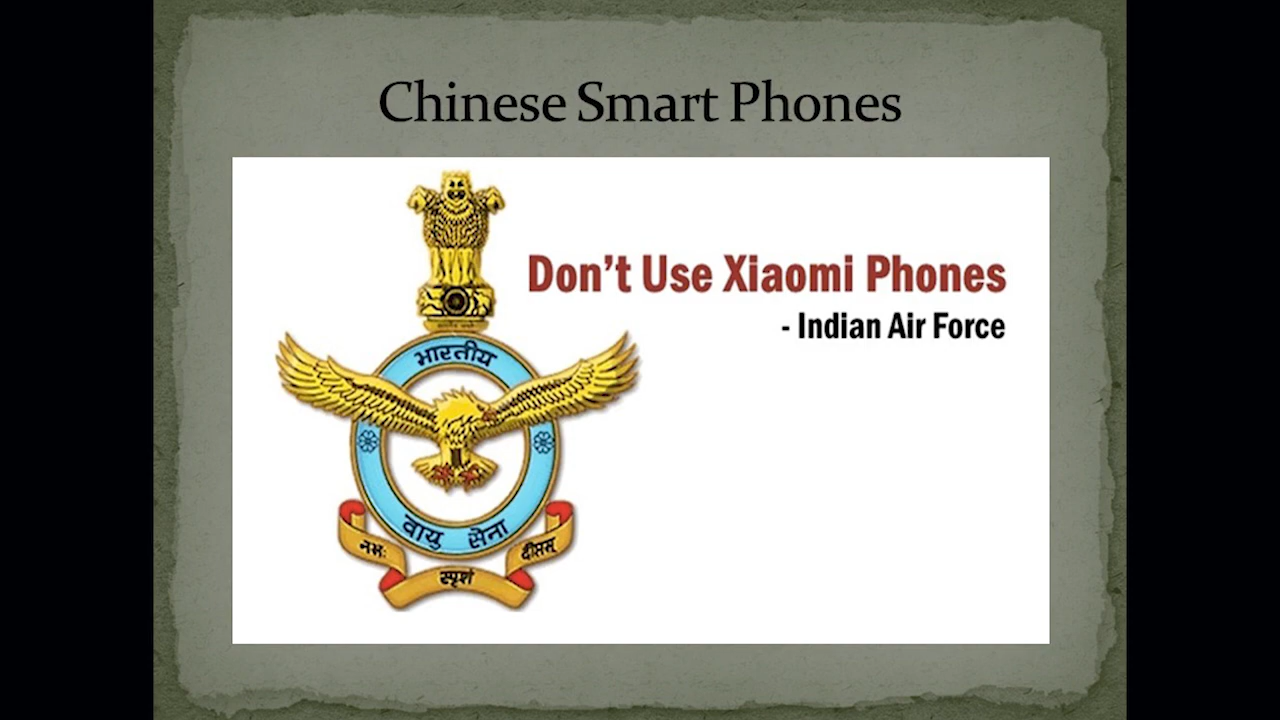 Chinese Smart Phones
Don't Use Xiaomi Phones
- Indian Air Force
भारतीय
वायु सेना
नभः स्पृशं दीप्तम्